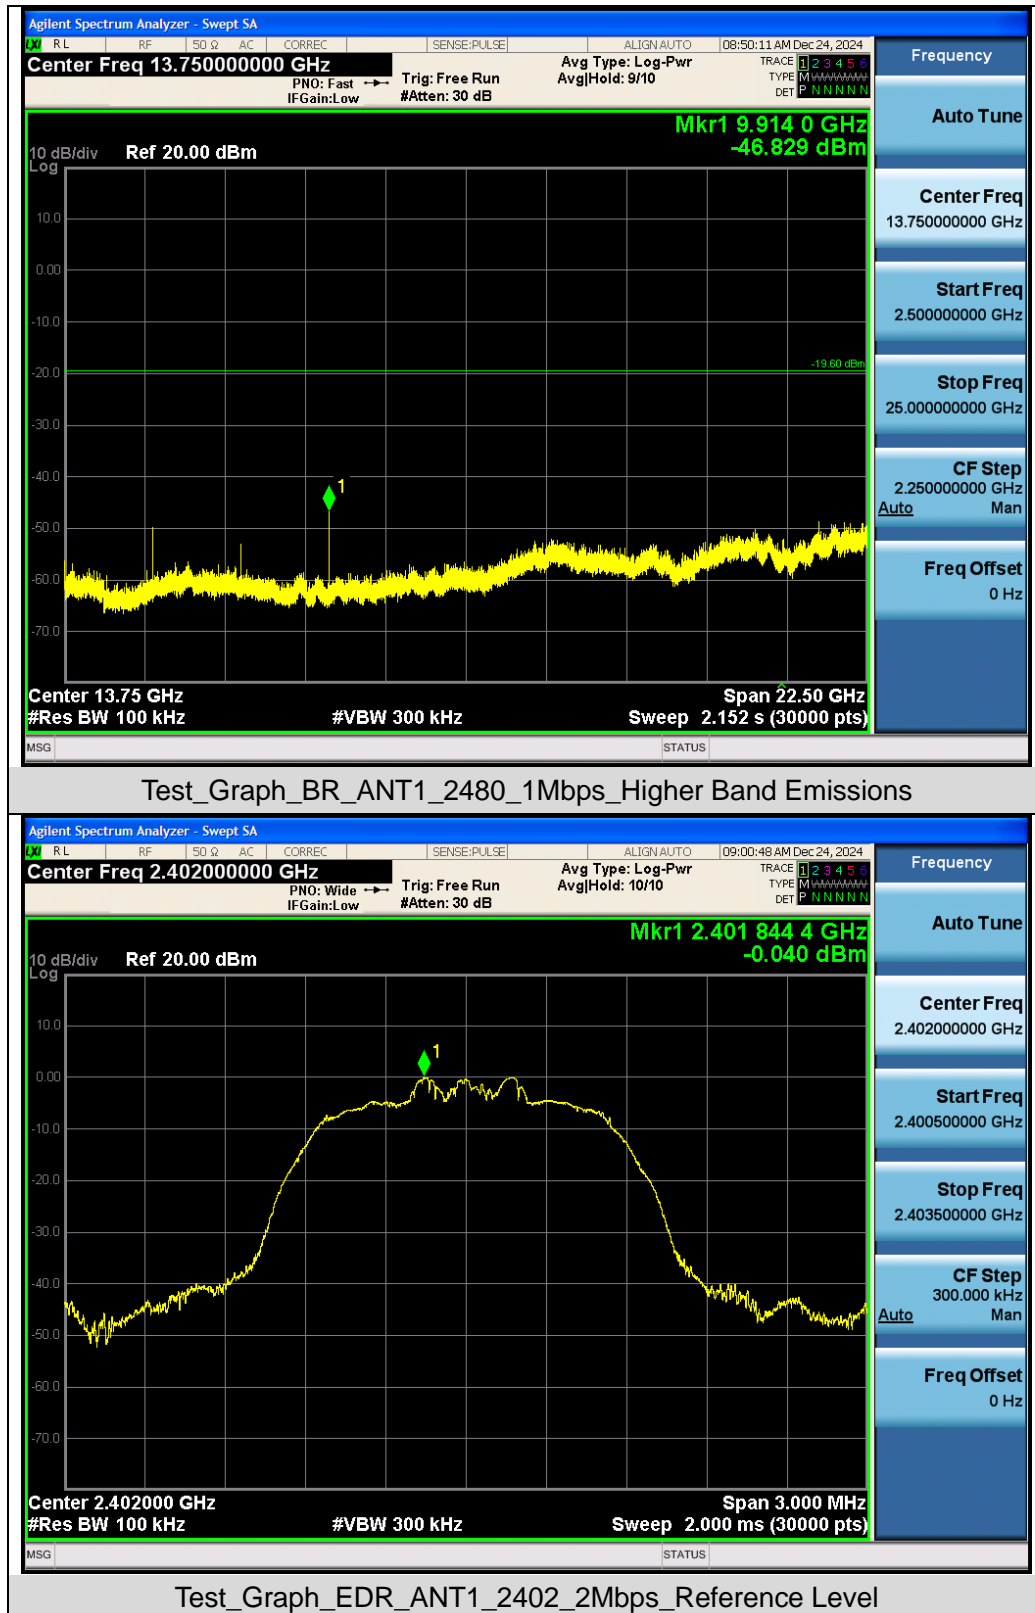 Agilent Spectrum Analyzer - Swept SA
LXI RL RF 50 Ω AC CORREC SENSE:PULSE ALIGN AUTO 08:50:11 AM Dec 24, 2024
Center Freq 13.750000000 GHz
PNO: Fast
IFGain:Low
Trig: Free Run
#Atten: 30 dB
Avg Type: Log-Pwr
Avg|Hold: 9/10
TRACE 1 2 3 4 5 6
TYPE M WWWWW
DET P N N N N N
Mkr1 9.914 0 GHz
-46.829 dBm
10 dB/div Ref 20.00 dBm
Log
10.0
0.00
-10.0
-19.60 dBm
-20.0
-30.0
-40.0
1
-50.0
-60.0
-70.0
Center 13.75 GHz Span 22.50 GHz
#Res BW 100 kHz #VBW 300 kHz Sweep 2.152 s (30000 pts)
MSG STATUS
Frequency
Auto Tune
Center Freq
13.750000000 GHz
Start Freq
2.500000000 GHz
Stop Freq
25.000000000 GHz
CF Step
2.250000000 GHz
Auto Man
Freq Offset
0 Hz
Test_Graph_BR_ANT1_2480_1Mbps_Higher Band Emissions
Agilent Spectrum Analyzer - Swept SA
LXI RL RF 50 Ω AC CORREC SENSE:PULSE ALIGN AUTO 09:00:48 AM Dec 24, 2024
Center Freq 2.402000000 GHz
PNO: Wide
IFGain:Low
Trig: Free Run
#Atten: 30 dB
Avg Type: Log-Pwr
Avg|Hold: 10/10
TRACE 1 2 3 4 5 6
TYPE M WWWWW
DET P N N N N N
Mkr1 2.401 844 4 GHz
-0.040 dBm
10 dB/div Ref 20.00 dBm
Log
10.0
1
0.00
-10.0
-20.0
-30.0
-40.0
-50.0
-60.0
-70.0
Center 2.402000 GHz Span 3.000 MHz
#Res BW 100 kHz #VBW 300 kHz Sweep 2.000 ms (30000 pts)
MSG STATUS
Frequency
Auto Tune
Center Freq
2.402000000 GHz
Start Freq
2.400500000 GHz
Stop Freq
2.403500000 GHz
CF Step
300.000 kHz
Auto Man
Freq Offset
0 Hz
Test_Graph_EDR_ANT1_2402_2Mbps_Reference Level